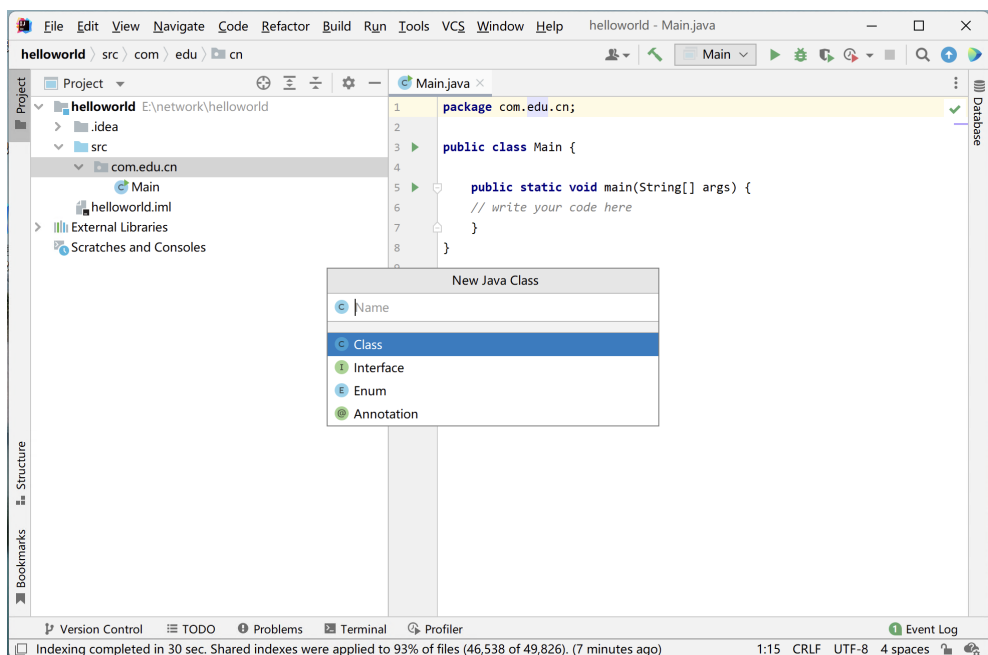 File Edit View Navigate Code Refactor Build Run Tools VCS Window Help helloworld - Main.java
helloworld src com edu cn Main
Project
Project
Main.java
helloworld E:\network\helloworld
.idea
src
com.edu.cn
Main
helloworld.iml
External Libraries
Scratches and Consoles
1 package com.edu.cn;
2
3 public class Main {
4
5 public static void main(String[] args) {
6 // write your code here
7 }
8 }
9
Database
New Java Class
Name
Class
Interface
Enum
Annotation
Structure
Bookmarks
Version Control TODO Problems Terminal Profiler 1 Event Log
Indexing completed in 30 sec. Shared indexes were applied to 93% of files (46,538 of 49,826). (7 minutes ago) 1:15 CRLF UTF-8 4 spaces